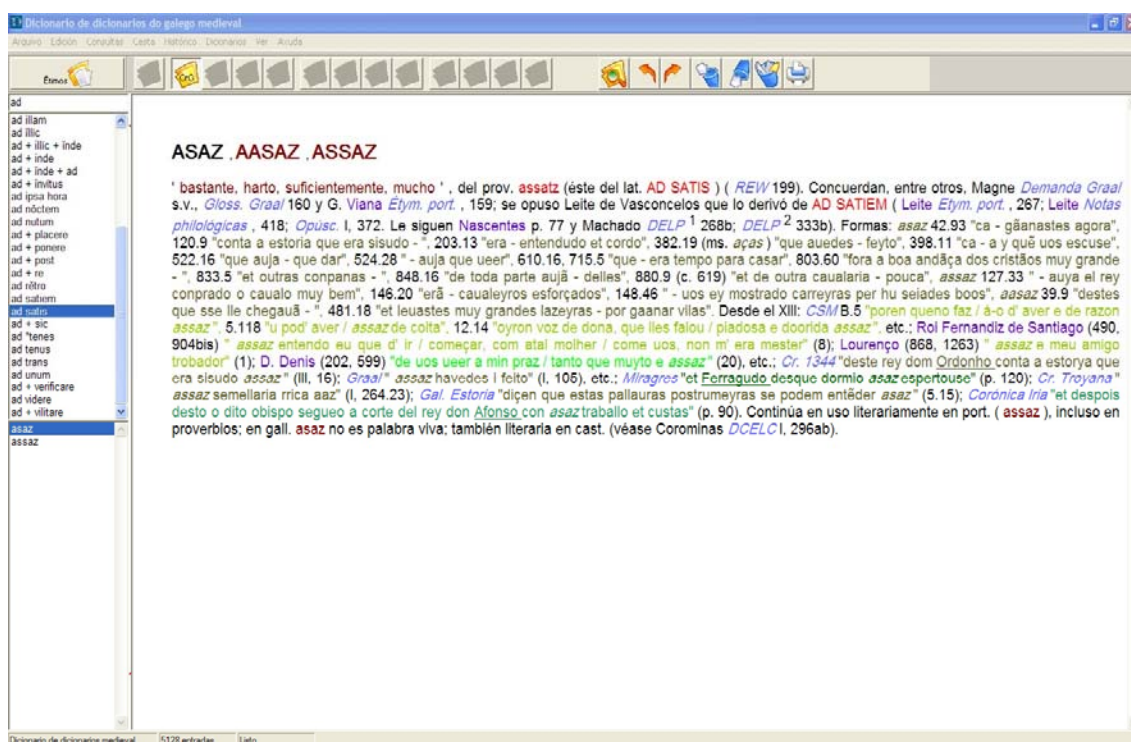 Dicionario de dicionarios do galego medieval
Arquivo Edición Consultas Cesta Histórico Dicionarios Ver Axuda
Étimos
ad
ad illam
ad illic
ad + illic + inde
ad + inde
ad + inde + ad
ad + invitus
ad ipsa hora
ad nóctem
ad nutum
ad + placere
ad + ponere
ad + post
ad + re
ad rĕtro
ad satiem
ad satis
ad + sic
ad *tenes
ad tenus
ad trans
ad unum
ad + verificare
ad videre
ad + vilitare
asaz
assaz
ASAZ , AASAZ , ASSAZ
' bastante, harto, suficientemente, mucho ' , del prov. assatz (éste del lat. AD SATIS ) ( REW 199). Concuerdan, entre otros, Magne Demanda Graal
s.v., Gloss. Graal 160 y G. Viana Étym. port. , 159; se opuso Leite de Vasconcelos que lo derivó de AD SATIEM ( Leite Étym. port. , 267; Leite Notas
philológicas , 418; Opúsc. I, 372. Le siguen Nascentes p. 77 y Machado DELP 1 268b; DELP 2 333b). Formas: asaz 42.93 "ca - gãanastes agora",
120.9 "conta a estoria que era sisudo - ", 203.13 "era - entendudo et cordo", 382.19 (ms. aças ) "que auedes - feyto", 398.11 "ca - a y quẽ uos escuse",
522.16 "que auja - que dar", 524.28 " - auja que ueer", 610.16, 715.5 "que - era tempo para casar", 803.60 "fora a boa andãça dos cristãos muy grande
- ", 833.5 "et outras conpanas - ", 848.16 "de toda parte aujã - delles", 880.9 (c. 619) "et de outra caualaria - pouca", assaz 127.33 " - auya el rey
conprado o caualo muy bem", 146.20 "erã - caualeyros esforçados", 148.46 " - uos ey mostrado carreyras per hu seiades boos", aasaz 39.9 "destes
que sse lle chegauã - ", 481.18 "et leuastes muy grandes lazeyras - por gaanar vilas". Desde el XIII: CSM B.5 "poren queno faz / á-o d' aver e de razon
assaz", 5.118 "u pod' aver / assaz de coita". 12.14 "oyron voz de dona, que lles falou / piadosa e doorida assaz", etc.; Roi Fernandiz de Santiago (490,
904bis) " assaz entendo eu que d' ir / começar, com atal molher / come uos, non m' era mester" (8); Lourenço (868, 1263) " assaz e meu amigo
trobador" (1); D. Denis (202, 599) "de uos ueer a min praz / tanto que muyto e assaz" (20), etc.; Cr. 1344 "deste rey dom Ordonho conta a estorya que
era sisudo assaz" (III, 16); Graal " assaz havedes i feito" (I, 105), etc.; Miragres "et Ferragudo desque dormio asaz espertouse" (p. 120); Cr. Troyana "
assaz semellaria rrica aaz" (I, 264.23); Gal. Estoria "diçen que estas pallauras postrumeyras se podem entẽder asaz" (5.15); Corónica Iria "et despois
desto o dito obispo segueo a corte del rey don Afonso con asaz traballo et custas" (p. 90). Continúa en uso literariamente en port. ( assaz ), incluso en
proverbios; en gall. asaz no es palabra viva; también literaria en cast. (véase Corominas DCELC I, 296ab).
Dicionario de dicionarios medieval 5128 entradas Listo